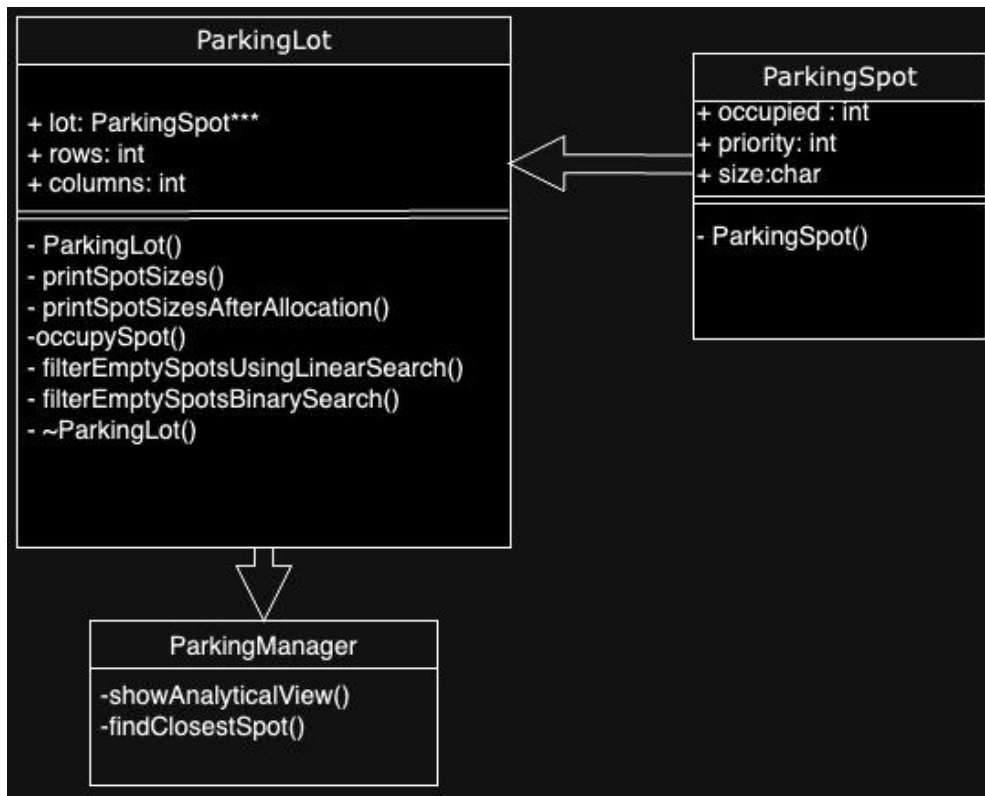 ParkingLot
+ lot: ParkingSpot***
+ rows: int
+ columns: int
- ParkingLot()
- printSpotSizes()
- printSpotSizesAfterAllocation()
-occupySpot()
- filterEmptySpotsUsingLinearSearch()
- filterEmptySpotsBinarySearch()
- ~ParkingLot()
ParkingSpot
+ occupied : int
+ priority: int
+ size:char
- ParkingSpot()
ParkingManager
-showAnalyticalView()
-findClosestSpot()